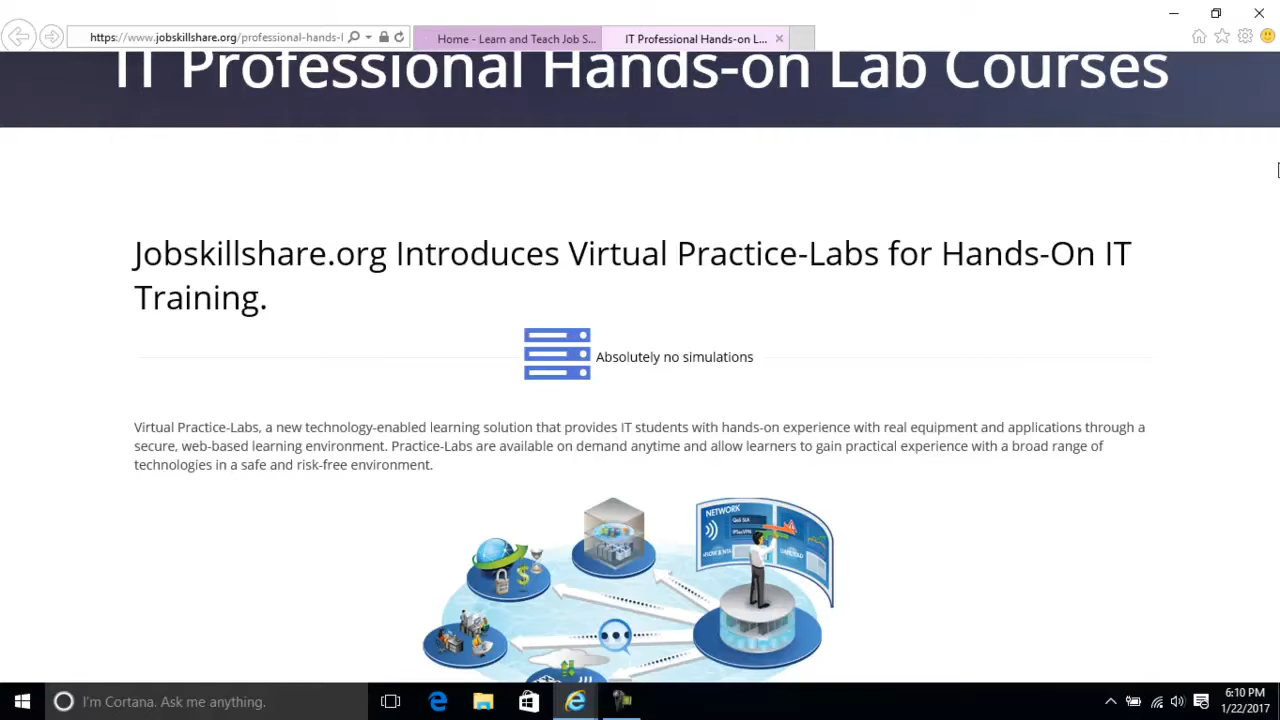 https://www.jobskillshare.org/professional-hands-l
Home - Learn and Teach Job S...
IT Professional Hands-on L...
IT Professional Hands-on Lab Courses
Jobskillshare.org Introduces Virtual Practice-Labs for Hands-On IT
Training.
Absolutely no simulations
Virtual Practice-Labs, a new technology-enabled learning solution that provides IT students with hands-on experience with real equipment and applications through a
secure, web-based learning environment. Practice-Labs are available on demand anytime and allow learners to gain practical experience with a broad range of
technologies in a safe and risk-free environment.
NETWORK
QoS SLA
I'm Cortana. Ask me anything.
6:10 PM
1/22/2017